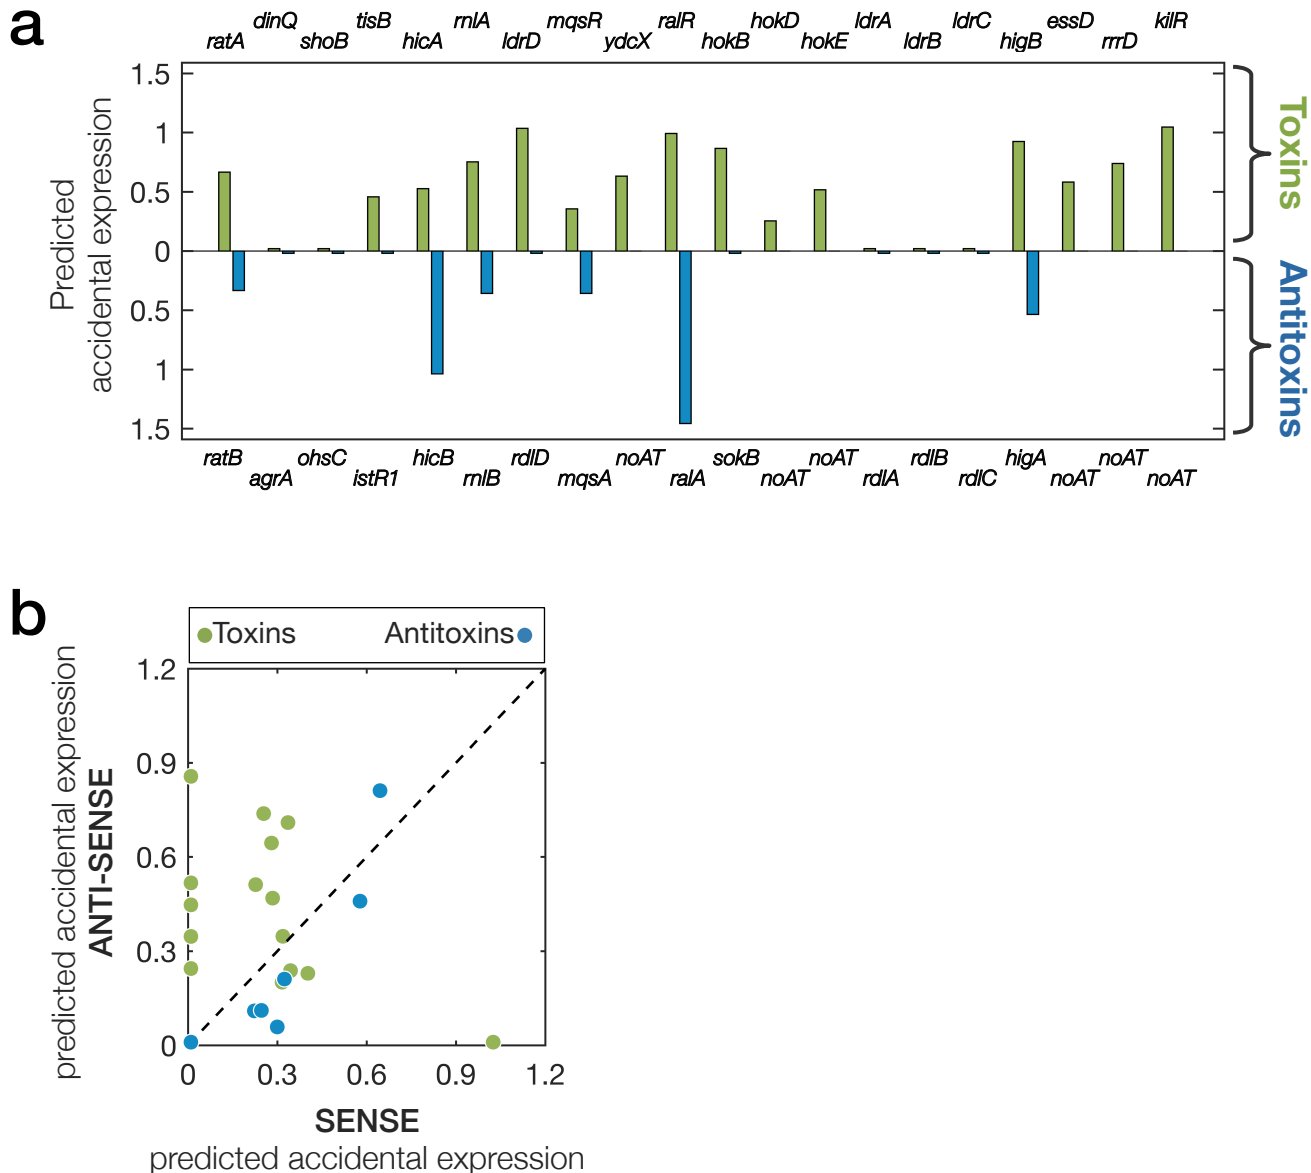 a
dinQ tisB rnlA mqsR ralR hokD ldrA ldrC essD kilR
ratA shoB hicA ldrD ydcX hokB hokE ldrB higB rrrD
1.5
1
0.5
0
0.5
1
1.5
Predicted
accidental expression
Toxins
Antitoxins
ratB ohsC hicB rdlD noAT sokB noAT rdlB higA noAT
agrA istR1 rnlB mqsA ralA noAT rdlA rdlC noAT noAT
b
Toxins Antitoxins
1.2
0.9
0.6
0.3
0
predicted accidental expression
ANTI-SENSE
0 0.3 0.6 0.9 1.2
SENSE
predicted accidental expression